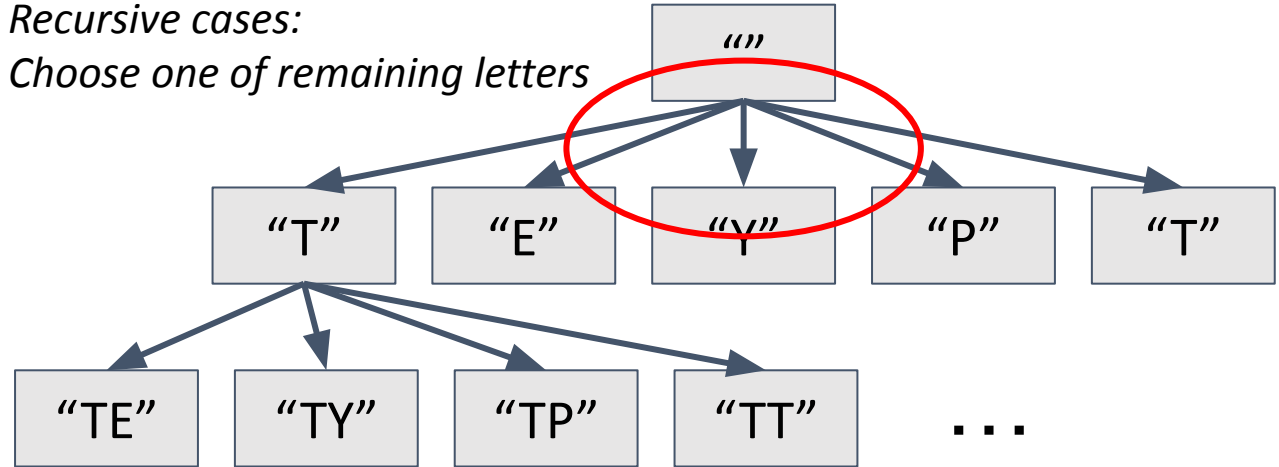 Recursive cases:
Choose one of remaining letters
“”
“T” “E” “Y” “P” “T”
“TE” “TY” “TP” “TT” ...